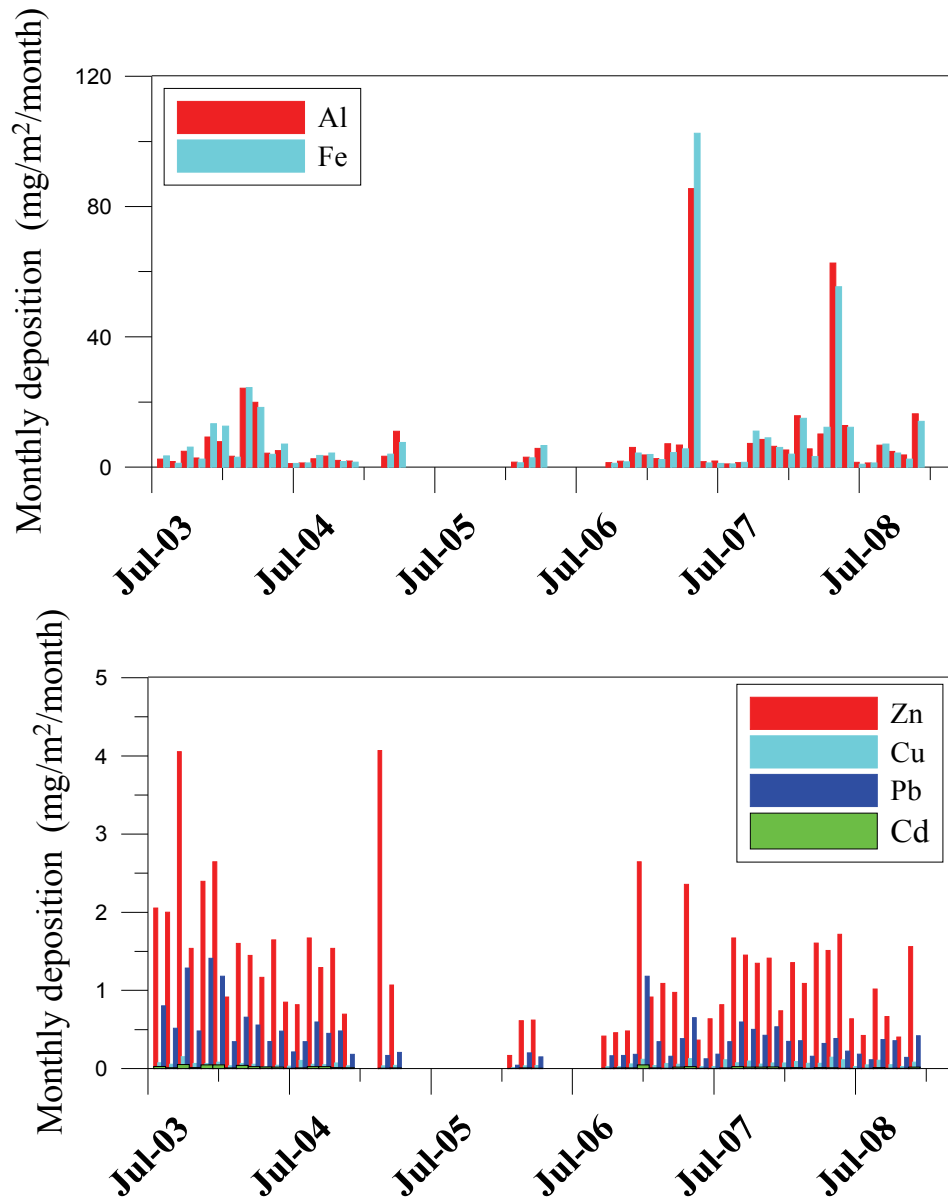 Monthly deposition (mg/m²/month)
120
80
40
0
Al
Fe
Jul-03
Jul-04
Jul-05
Jul-06
Jul-07
Jul-08
Monthly deposition (mg/m²/month)
5
4
3
2
1
0
Zn
Cu
Pb
Cd
Jul-03
Jul-04
Jul-05
Jul-06
Jul-07
Jul-08